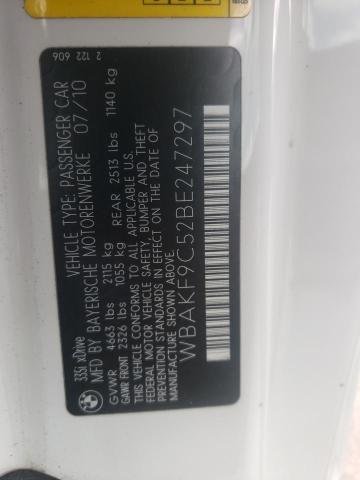 2 122 606
335i xDrive VEHICLE TYPE: PASSENGER CAR
MFD BY BAYERISCHE MOTORENWERKE 07/10
GVWR 4663 lbs 2115 kg
GAWR FRONT 2326 lbs 1055 kg REAR 2513 lbs 1140 kg
THIS VEHICLE CONFORMS TO ALL APPLICABLE U.S.
FEDERAL MOTOR VEHICLE SAFETY, BUMPER AND THEFT
PREVENTION STANDARDS IN EFFECT ON THE DATE OF
MANUFACTURE SHOWN ABOVE.
WBAKF9C52BE247297